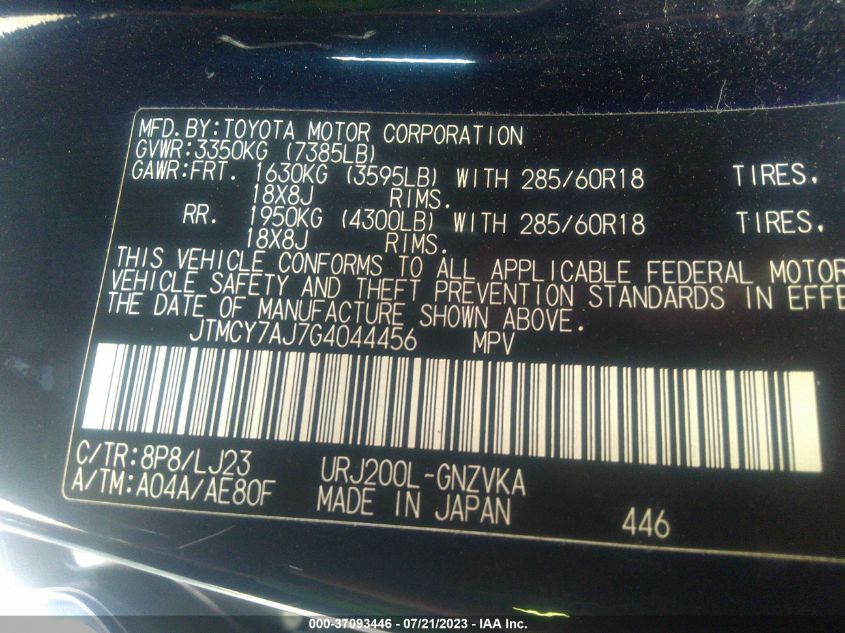 MFD.BY:TOYOTA MOTOR CORPORATION
GVWR:3350KG (7385LB)
GAWR:FRT. 1630KG (3595LB) WITH 285/60R18 TIRES.
18X8J RIMS.
RR. 1950KG (4300LB) WITH 285/60R18 TIRES.
18X8J RIMS.
THIS VEHICLE CONFORMS TO ALL APPLICABLE FEDERAL MOTOR
VEHICLE SAFETY AND THEFT PREVENTION STANDARDS IN EFFE
THE DATE OF MANUFACTURE SHOWN ABOVE.
JTMCY7AJ7G4044456 MPV
C/TR:8P8/LJ23 URJ200L-GNZVKA
A/TM:A04A/AE80F MADE IN JAPAN 446
000-37093446 - 07/21/2023 - IAA Inc.